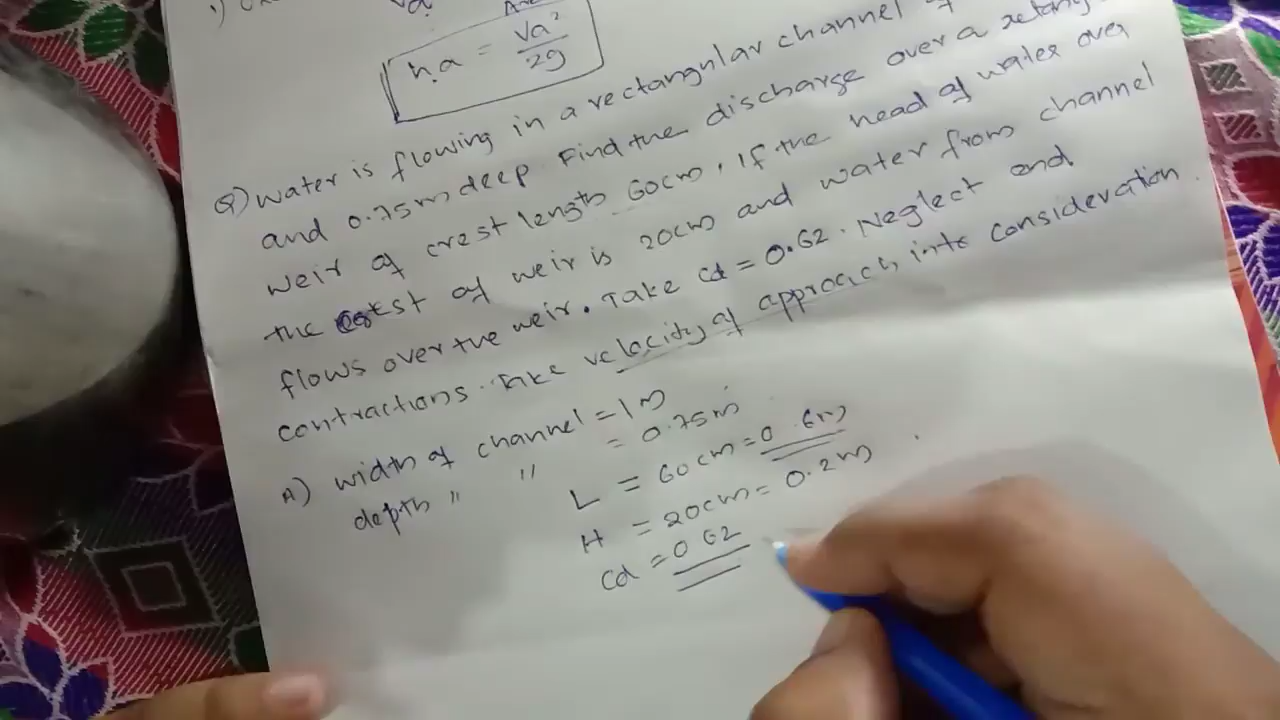 1)
Va
ha = Va²/2g
Q) Water is flowing in a rectangular channel
and 0.75m deep Find the discharge over a
weir of crest length 60cm, If the head of water over
the crest of weir is 20cm and water from channel
flows over the weir. Take Cd = 0.62. Neglect end
contractions. Take velocity of approach into consideration.
A) width of channel = 1m
depth " " = 0.75m
L = 60cm = 0.6m
H = 20cm = 0.2m
Cd = 0.62